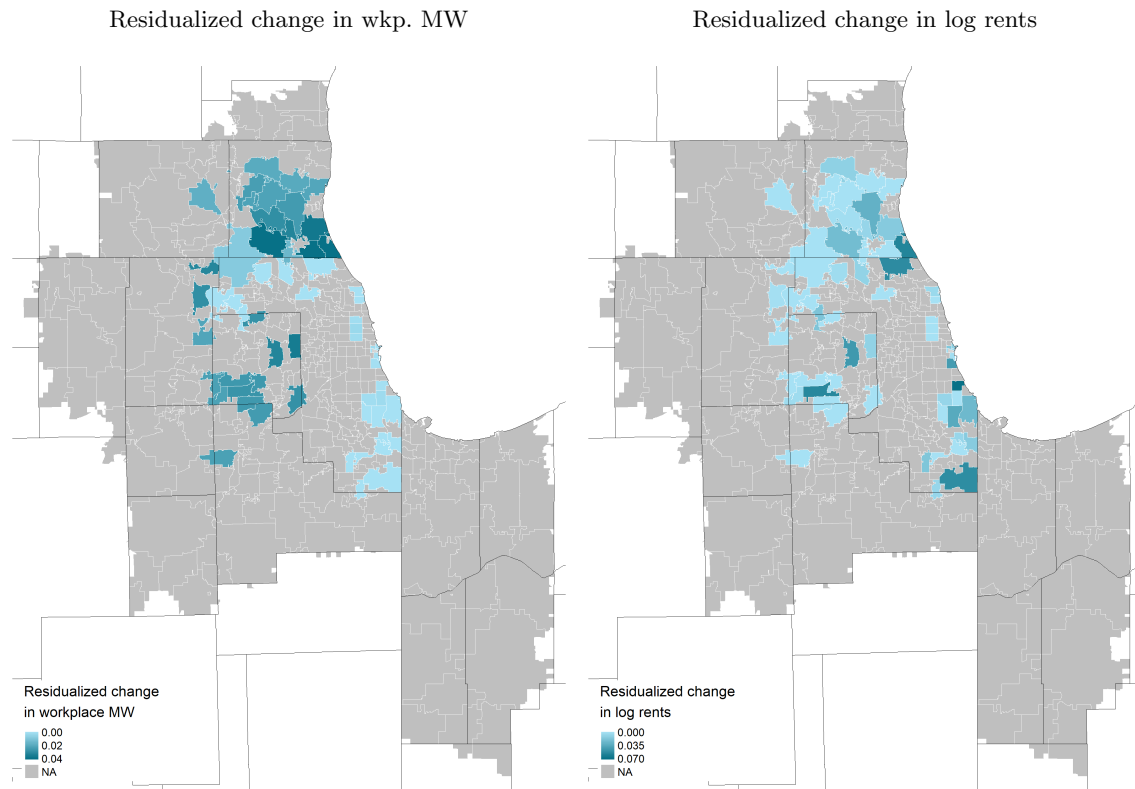 Residualized change in wkp. MW
Residualized change in log rents
Residualized change
in workplace MW
0.00
0.02
0.04
NA
Residualized change
in log rents
0.000
0.035
0.070
NA